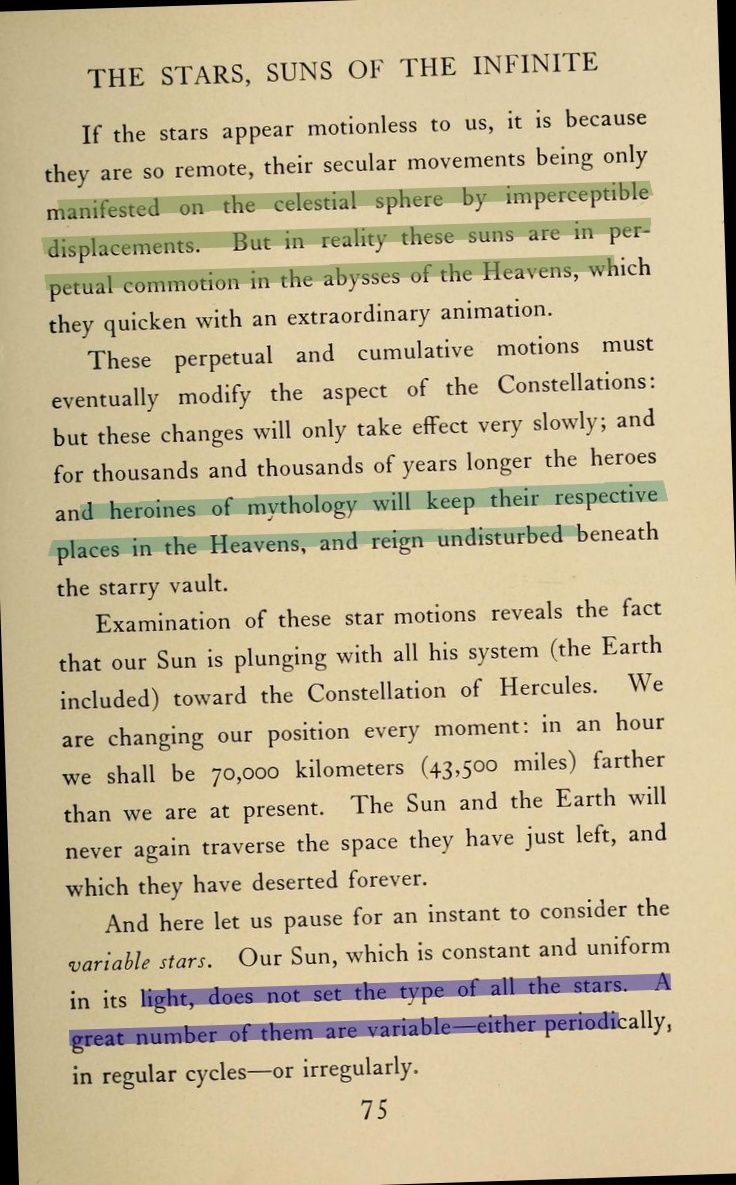 THE STARS, SUNS OF THE INFINITE
If the stars appear motionless to us, it is because
they are so remote, their secular movements being only
manifested on the celestial sphere by imperceptible
displacements. But in reality these suns are in per-
petual commotion in the abysses of the Heavens, which
they quicken with an extraordinary animation.
These perpetual and cumulative motions must
eventually modify the aspect of the Constellations:
but these changes will only take effect very slowly; and
for thousands and thousands of years longer the heroes
and heroines of mythology will keep their respective
places in the Heavens, and reign undisturbed beneath
the starry vault.
Examination of these star motions reveals the fact
that our Sun is plunging with all his system (the Earth
included) toward the Constellation of Hercules. We
are changing our position every moment: in an hour
we shall be 70,000 kilometers (43,500 miles) farther
than we are at present. The Sun and the Earth will
never again traverse the space they have just left, and
which they have deserted forever.
And here let us pause for an instant to consider the
variable stars. Our Sun, which is constant and uniform
in its light, does not set the type of all the stars. A
great number of them are variable—either periodically,
in regular cycles—or irregularly.
75